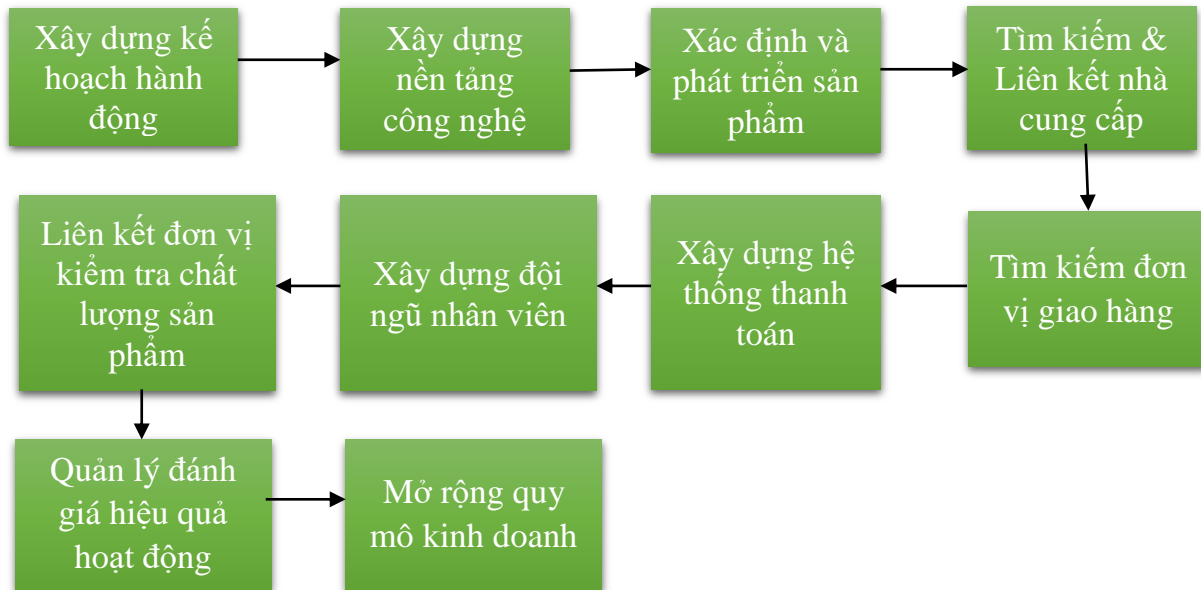 Xây dựng kế
hoạch hành
động
Xây dựng
nền tảng
công nghệ
Xác định và
phát triển sản
phẩm
Tìm kiếm &
Liên kết nhà
cung cấp
Tìm kiếm đơn
vị giao hàng
Xây dựng hệ
thống thanh
toán
Xây dựng đội
ngũ nhân viên
Liên kết đơn vị
kiểm tra chất
lượng sản
phẩm
Quản lý đánh
giá hiệu quả
hoạt động
Mở rộng quy
mô kinh doanh